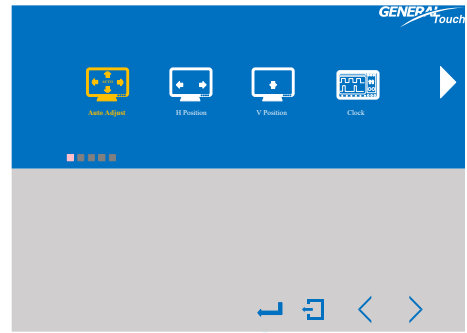 GENERAL
Touch
AUTO
Auto Adjust
H Position
V Position
Clock